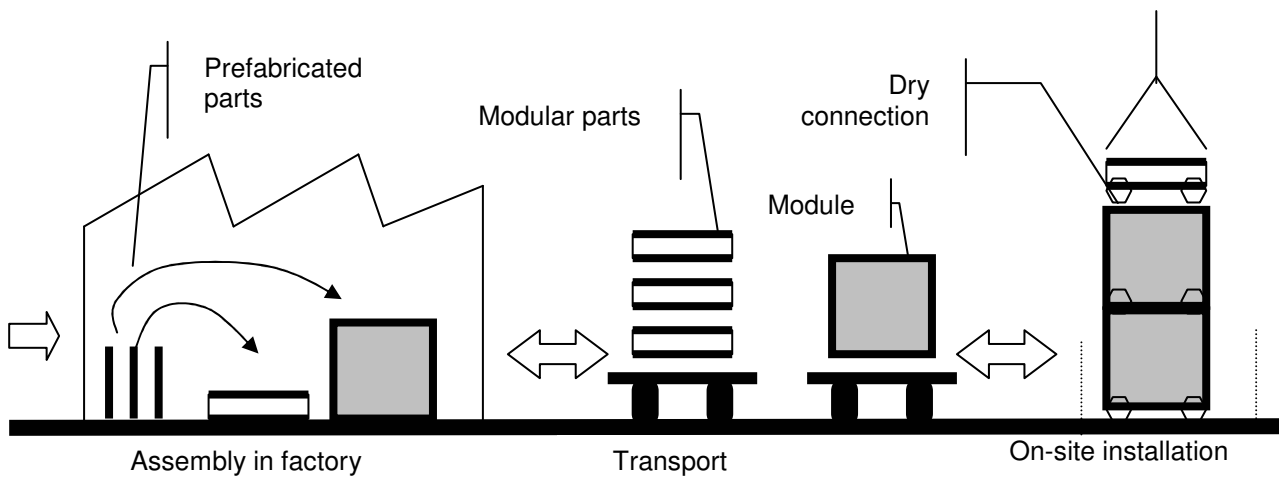 Prefabricated
parts
Modular parts
Dry
connection
Module
Assembly in factory
Transport
On-site installation